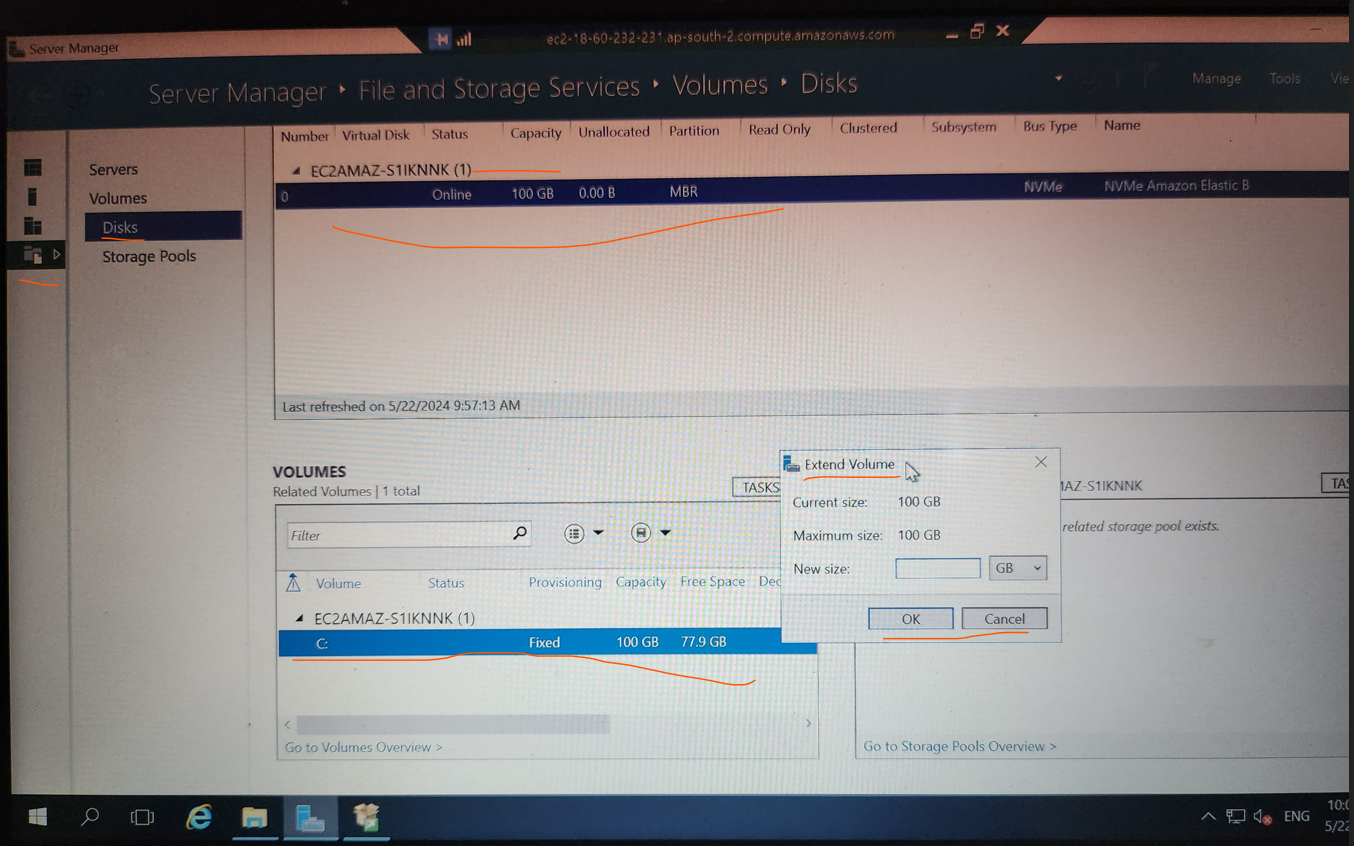 Server Manager
ec2-18-60-232-231.ap-south-2.compute.amazonaws.com
Server Manager ‣ File and Storage Services ‣ Volumes ‣ Disks
Manage Tools Vie
Servers
Volumes
Disks
Storage Pools
Number Virtual Disk Status Capacity Unallocated Partition Read Only Clustered Subsystem Bus Type Name
EC2AMAZ-S1IKNNK (1)
0 Online 100 GB 0.00 B MBR NVMe NVMe Amazon Elastic B
Last refreshed on 5/22/2024 9:57:13 AM
VOLUMES
Related Volumes | 1 total
TASKS
Filter
Volume Status Provisioning Capacity Free Space Dec
EC2AMAZ-S1IKNNK (1)
C: Fixed 100 GB 77.9 GB
Go to Volumes Overview >
Extend Volume
Current size: 100 GB
Maximum size: 100 GB
New size: GB
OK Cancel
AZ-S1IKNNK
TAS
related storage pool exists.
Go to Storage Pools Overview >
ENG
10:0
5/22